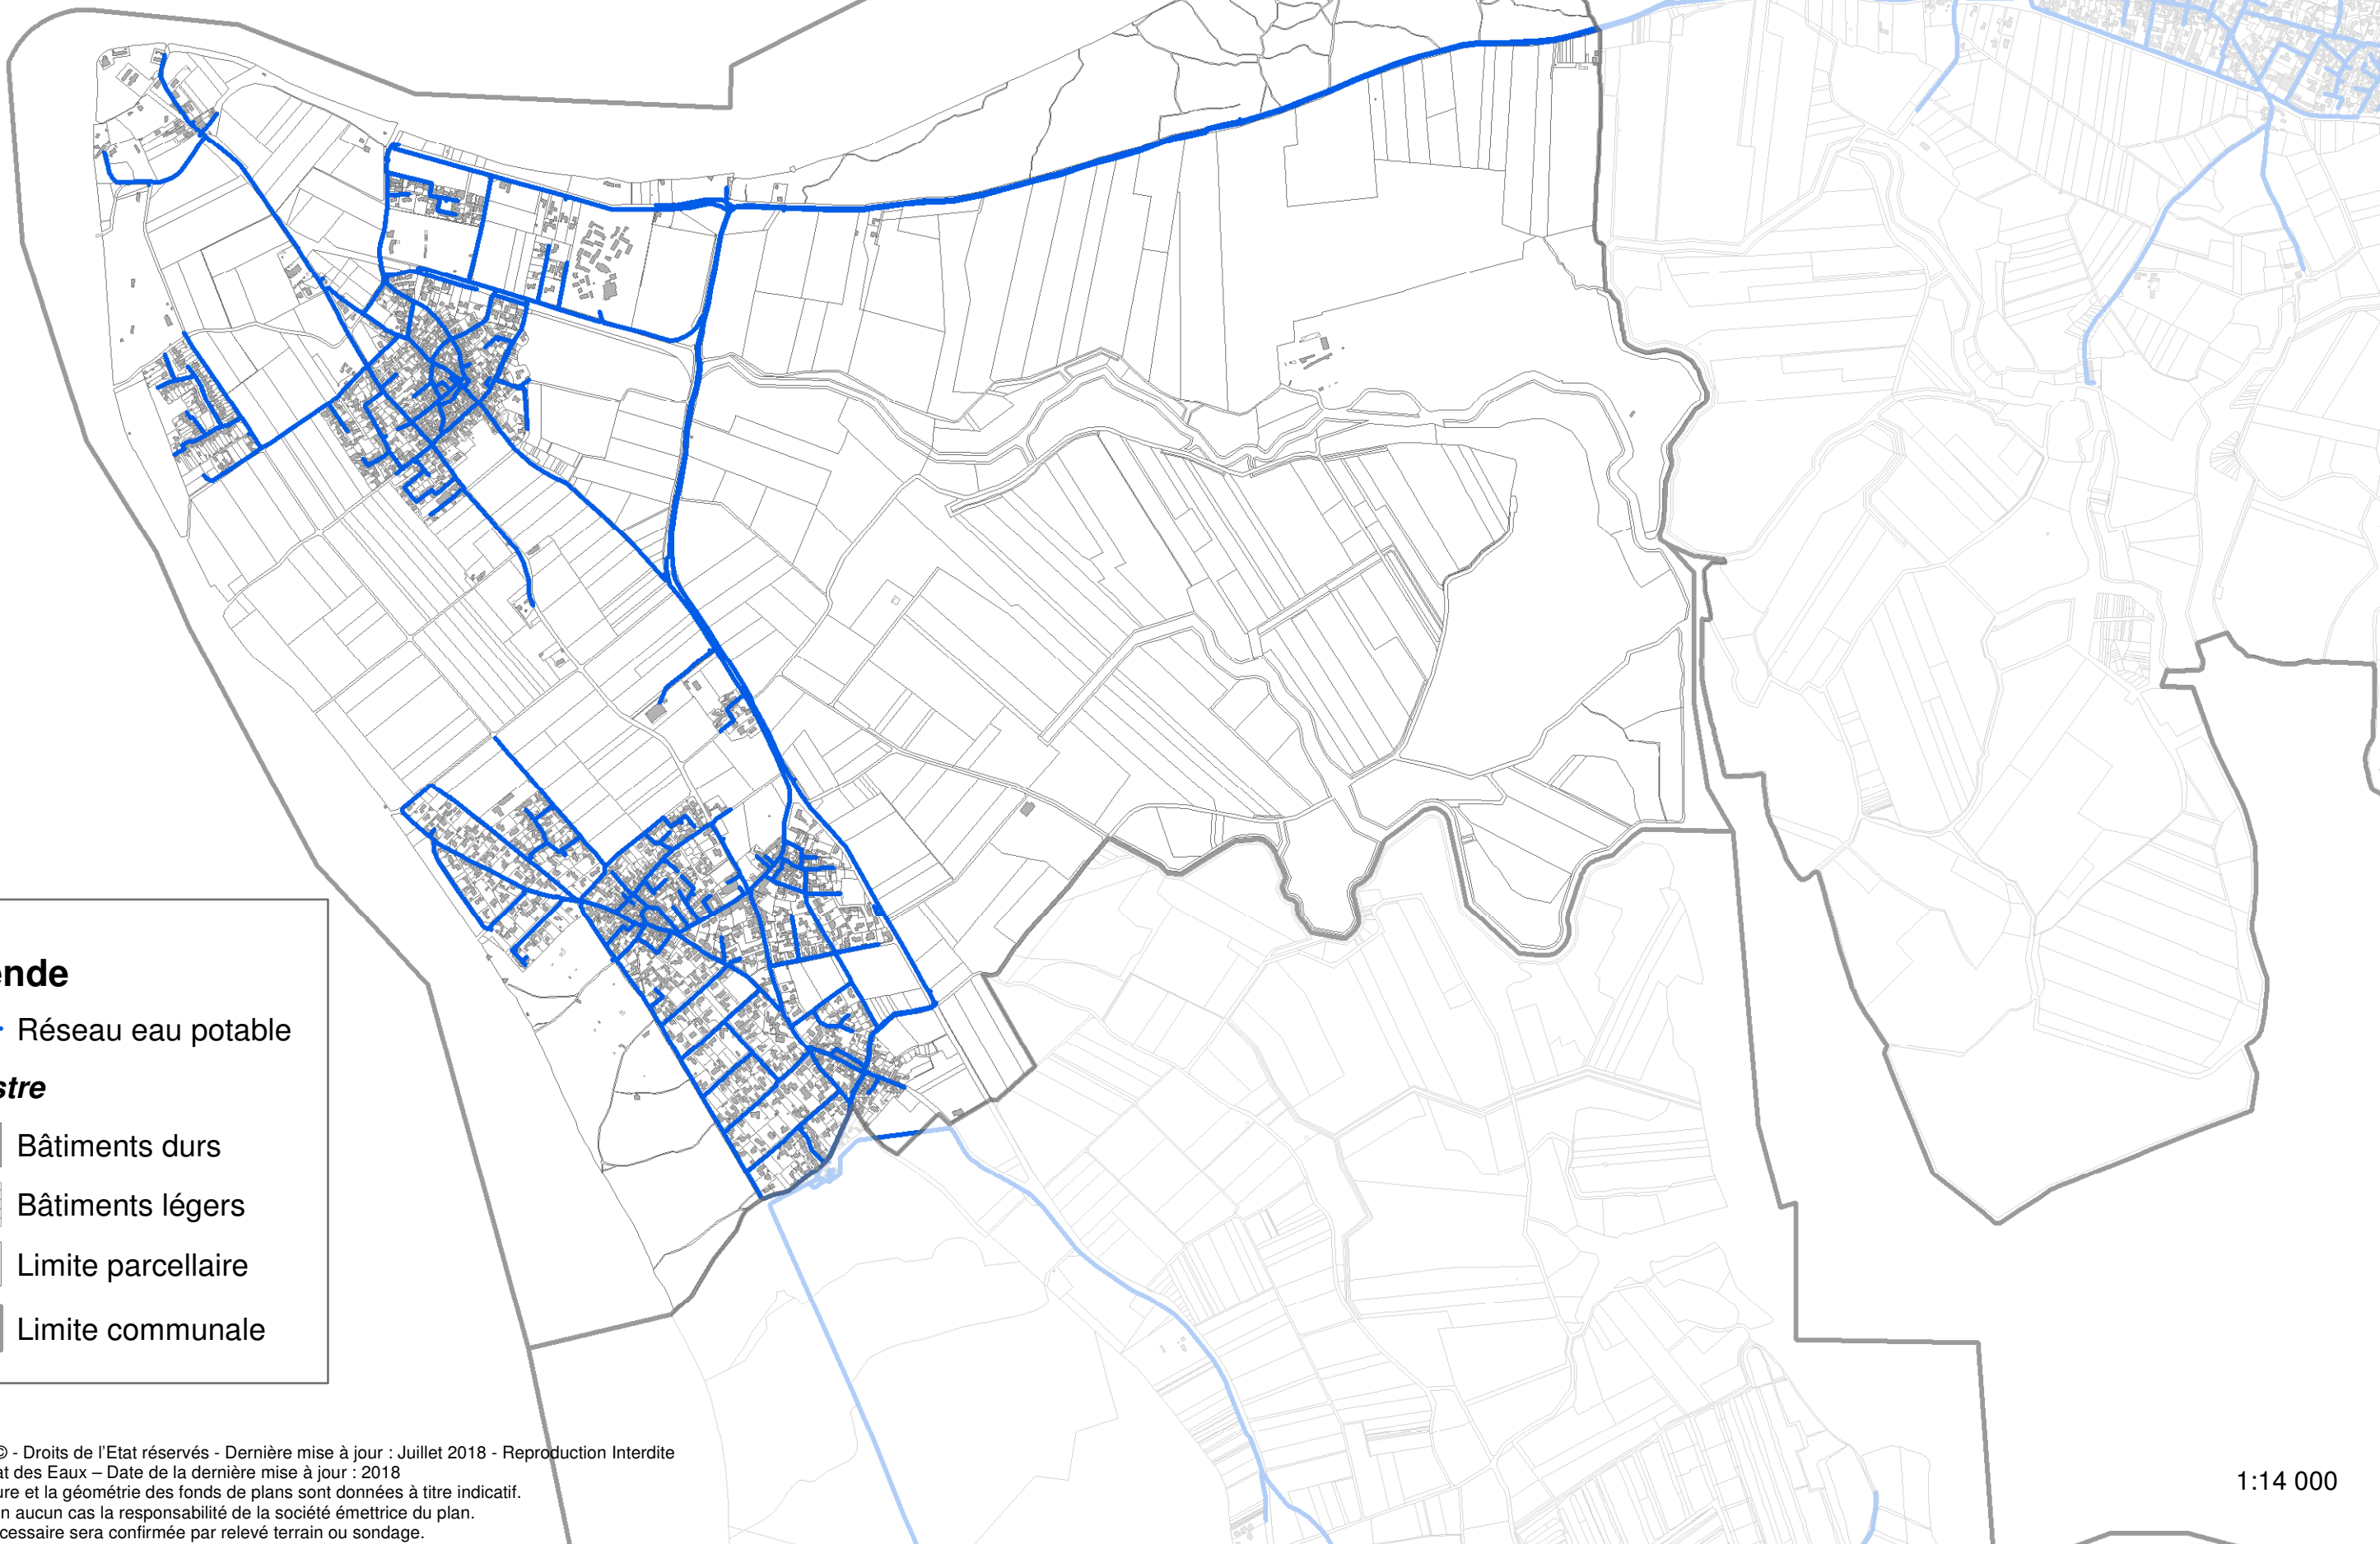 ende
Réseau eau potable
stre
Bâtiments durs
Bâtiments légers
Limite parcellaire
Limite communale
© - Droits de l'Etat réservés - Dernière mise à jour : Juillet 2018 - Reproduction Interdite
at des Eaux – Date de la dernière mise à jour : 2018
ure et la géométrie des fonds de plans sont données à titre indicatif.
n aucun cas la responsabilité de la société émettrice du plan.
cessaire sera confirmée par relevé terrain ou sondage.
1:14 000